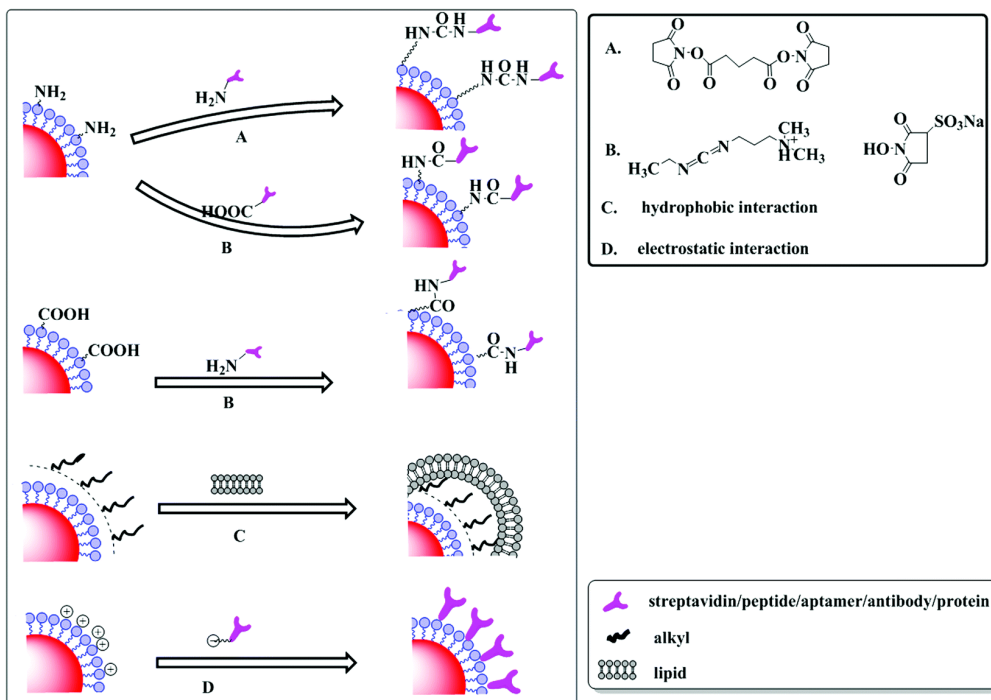 H O H
HN-C-N
NH2
NH2
H2N
A
H O H
N-C-N
O
HN-C
HOOC
B
H O
N-C
COOH
COOH
H2N
B
HN
CO
O
C-N
H
C
+
+
+
+
+
−
D
A.
O
N-O
O
O
O
O
O-N
O
O
B.
H3C
N=C=N
CH3
N+
H
CH3
O
HO-N
O
SO3Na
C. hydrophobic interaction
D. electrostatic interaction
streptavidin/peptide/aptamer/antibody/protein
alkyl
lipid